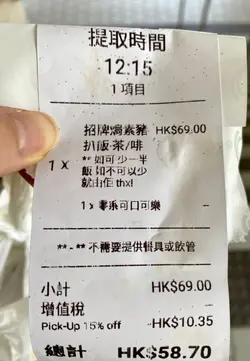 提取時間
12:15
1 項目
招牌焗素豬 HK$69.00
扒飯-茶/啡
1 x ** 如可少一半
飯 如不可以少
就由佢 thx!
1 x 零系可口可樂
** - ** 不需要提供餐具或飲管
小計 HK$69.00
增值稅
Pick-Up 15% off HK$10.35
總計 HK$58.70